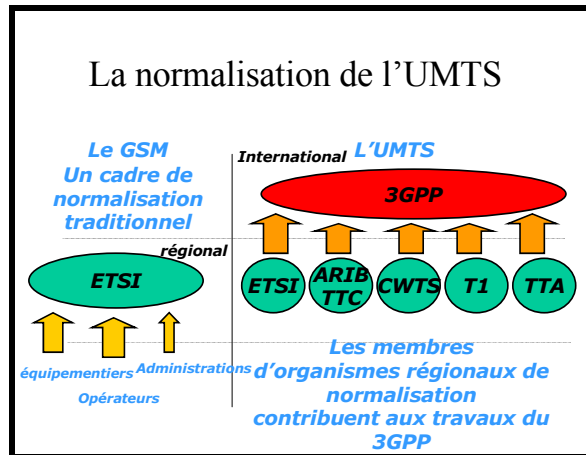 La normalisation de l'UMTS
Le GSM
Un cadre de
normalisation
traditionnel
régional
ETSI
équipementiers
Administrations
Opérateurs
International
L'UMTS
3GPP
ETSI
ARIB
TTC
CWTS
T1
TTA
Les membres
d'organismes régionaux de
normalisation
contribuent aux travaux du
3GPP